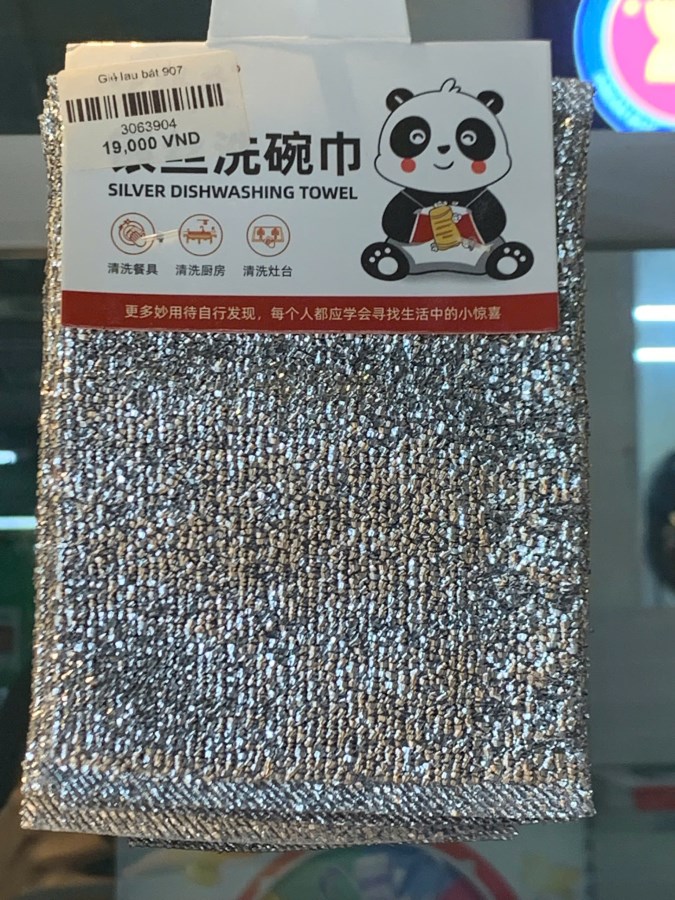 Giẻ lau bát 907
3063904
19,000 VND
洗碗巾
SILVER DISHWASHING TOWEL
清洗餐具 清洗厨房 清洗灶台
更多妙用待自行发现，每个人都应学会寻找生活中的小惊喜